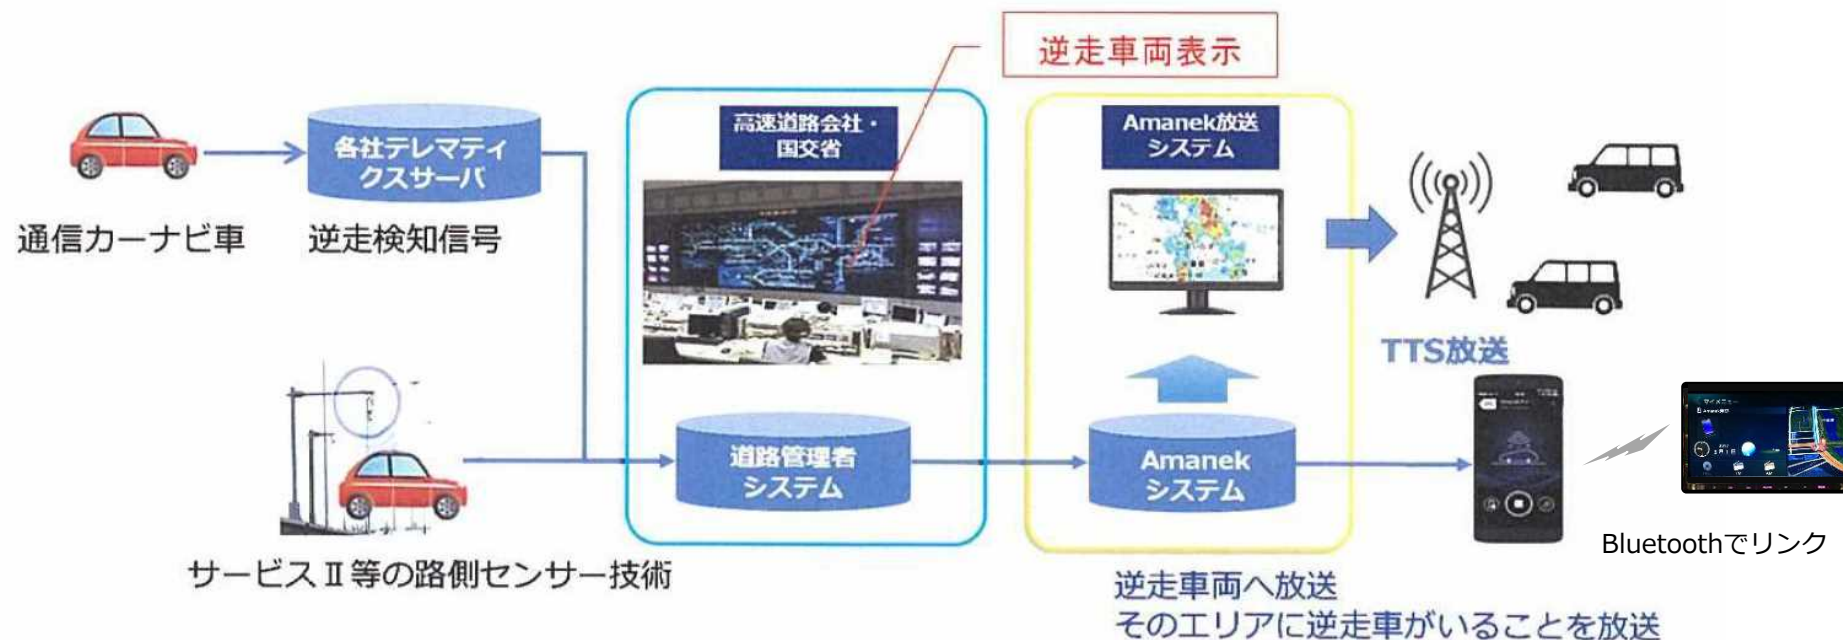 逆走車両表示
各社テレマティ
クスサーバ
高速道路会社・
国交省
Amanek放送
システム
通信カーナビ車
逆走検知信号
TTS放送
道路管理者
システム
Amanek
システム
サービスⅡ等の路側センサー技術
Bluetoothでリンク
逆走車両へ放送
そのエリアに逆走車がいることを放送
マイメニュー